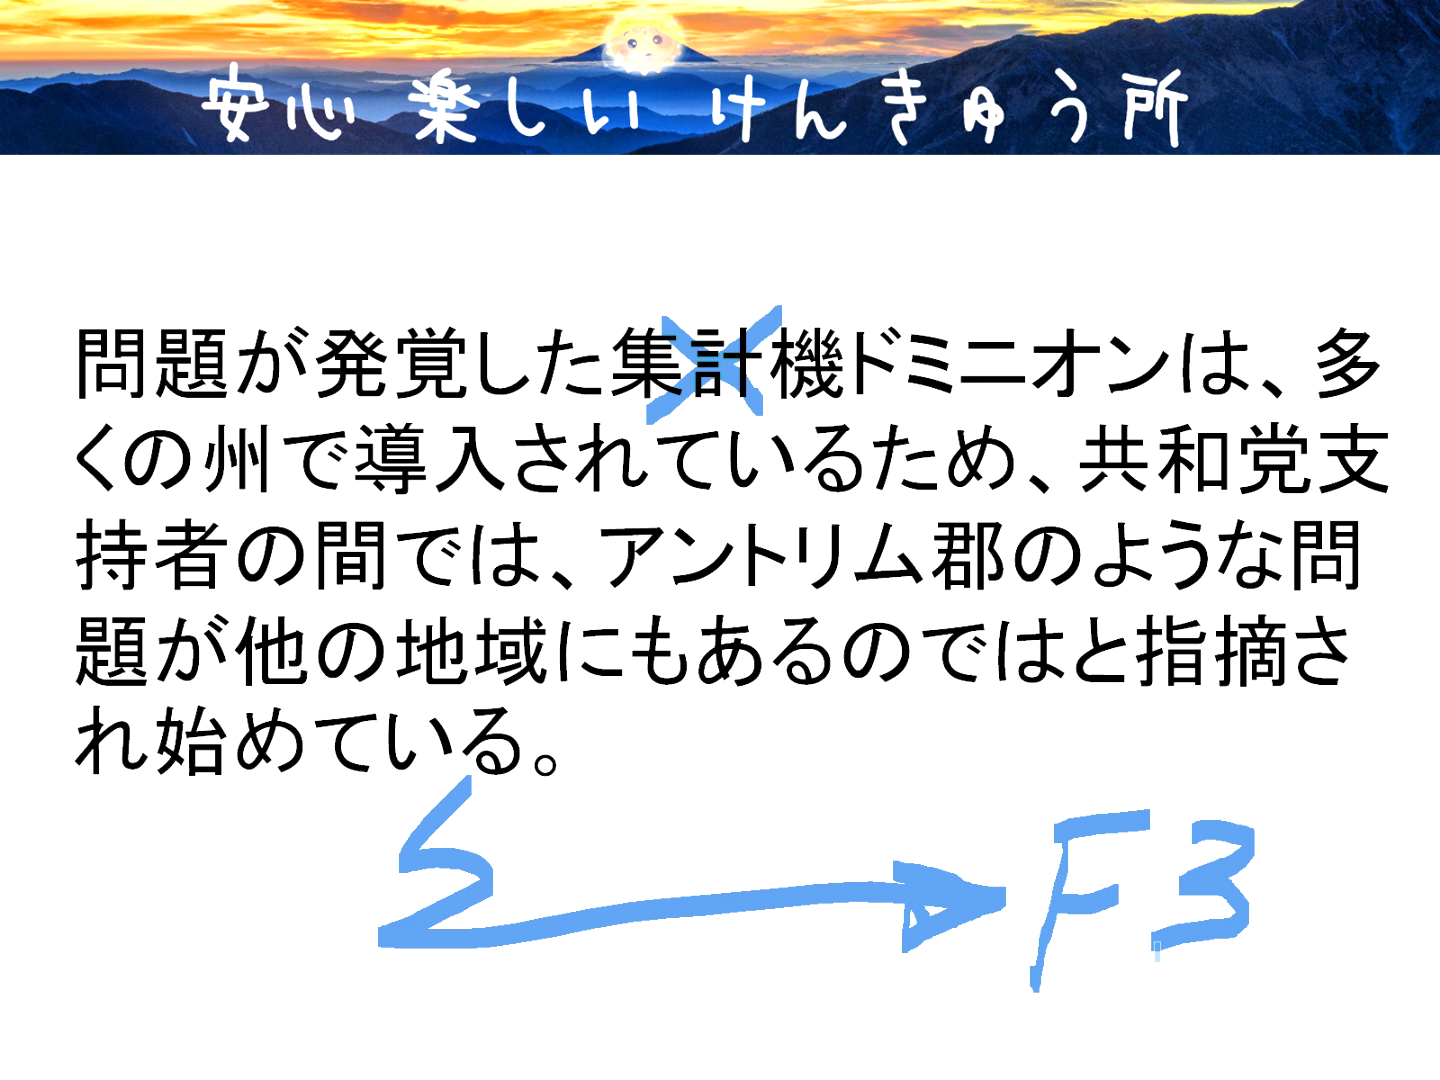 安心 楽しい けんきゅう所
問題が発覚した集計機ドミニオンは、多
くの州で導入されているため、共和党支
持者の間では、アントリム郡のような問
題が他の地域にもあるのではと指摘さ
れ始めている。
F3